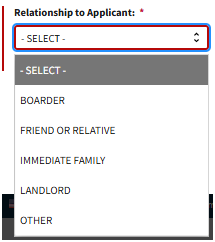 Relationship to Applicant: *
- SELECT -
- SELECT -
BOARDER
FRIEND OR RELATIVE
IMMEDIATE FAMILY
LANDLORD
OTHER